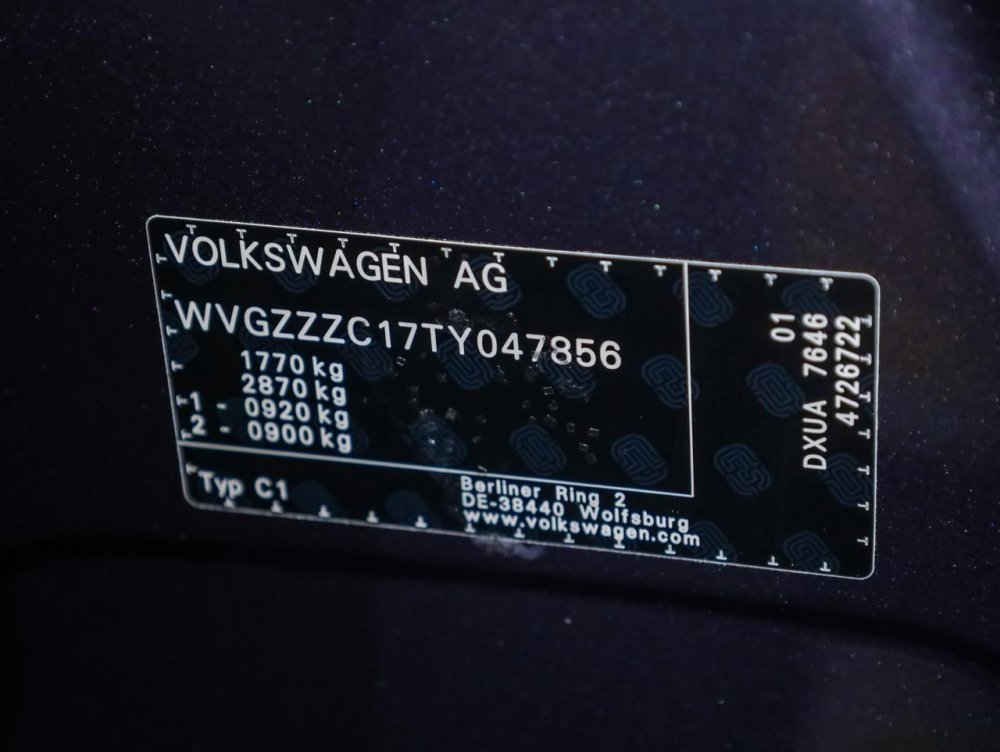 VOLKSWAGEN AG
WVGZZZC17TY047856
1770 kg
2870 kg
1 - 0920 kg
2 - 0900 kg
Typ C1
Berliner Ring 2
DE-38440 Wolfsburg
www.volkswagen.com
01
DXUA 7646
4726722